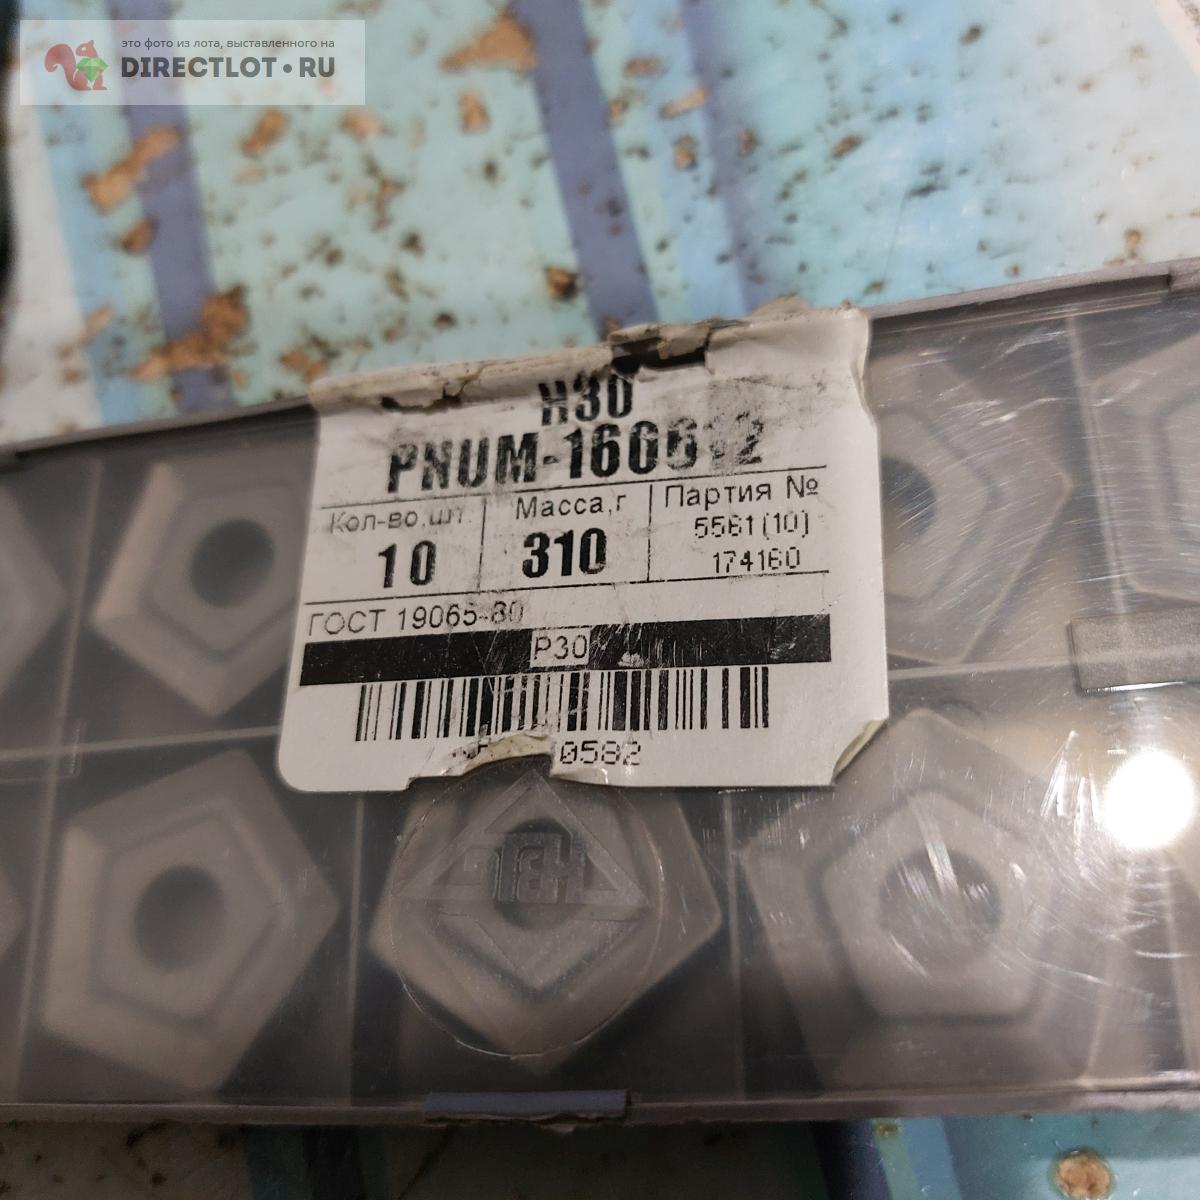 это фото из лота, выставленного на
DIRECTLOT•RU
H30
PNUM-160612
Кол-во,шт. Масса,г Партия №
10 310 5561(10)
174160
ГОСТ 19065-80
P30
0582